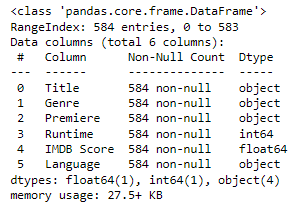 <class 'pandas.core.frame.DataFrame'>
RangeIndex: 584 entries, 0 to 583
Data columns (total 6 columns):
 #   Column      Non-Null Count  Dtype
---  ------      --------------  -----
 0   Title       584 non-null    object
 1   Genre       584 non-null    object
 2   Premiere    584 non-null    object
 3   Runtime     584 non-null    int64
 4   IMDB Score  584 non-null    float64
 5   Language    584 non-null    object
dtypes: float64(1), int64(1), object(4)
memory usage: 27.5+ KB